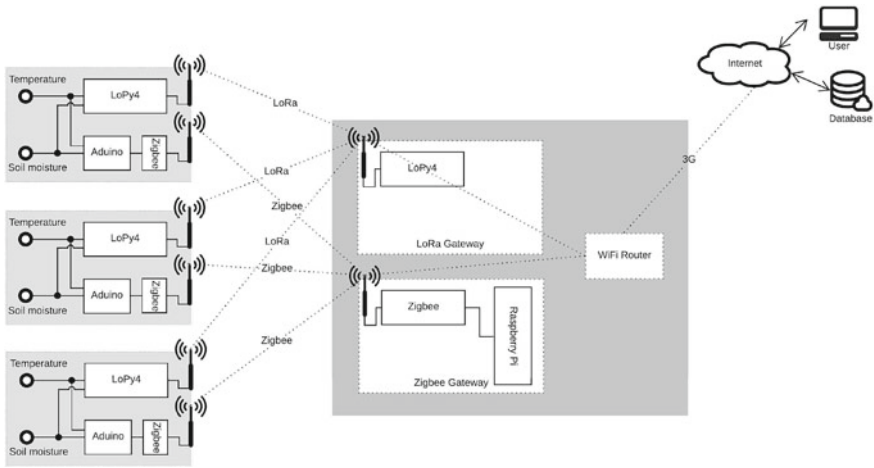 Temperature
LoPy4
Aduino
Zigbee
Soil moisture
Temperature
LoPy4
Aduino
Zigbee
Soil moisture
Temperature
LoPy4
Aduino
Zigbee
Soil moisture
LoRa
LoRa
Zigbee
LoRa
Zigbee
Zigbee
LoPy4
LoRa Gateway
Zigbee
Raspberry Pi
Zigbee Gateway
WiFi Router
3G
Internet
User
Database